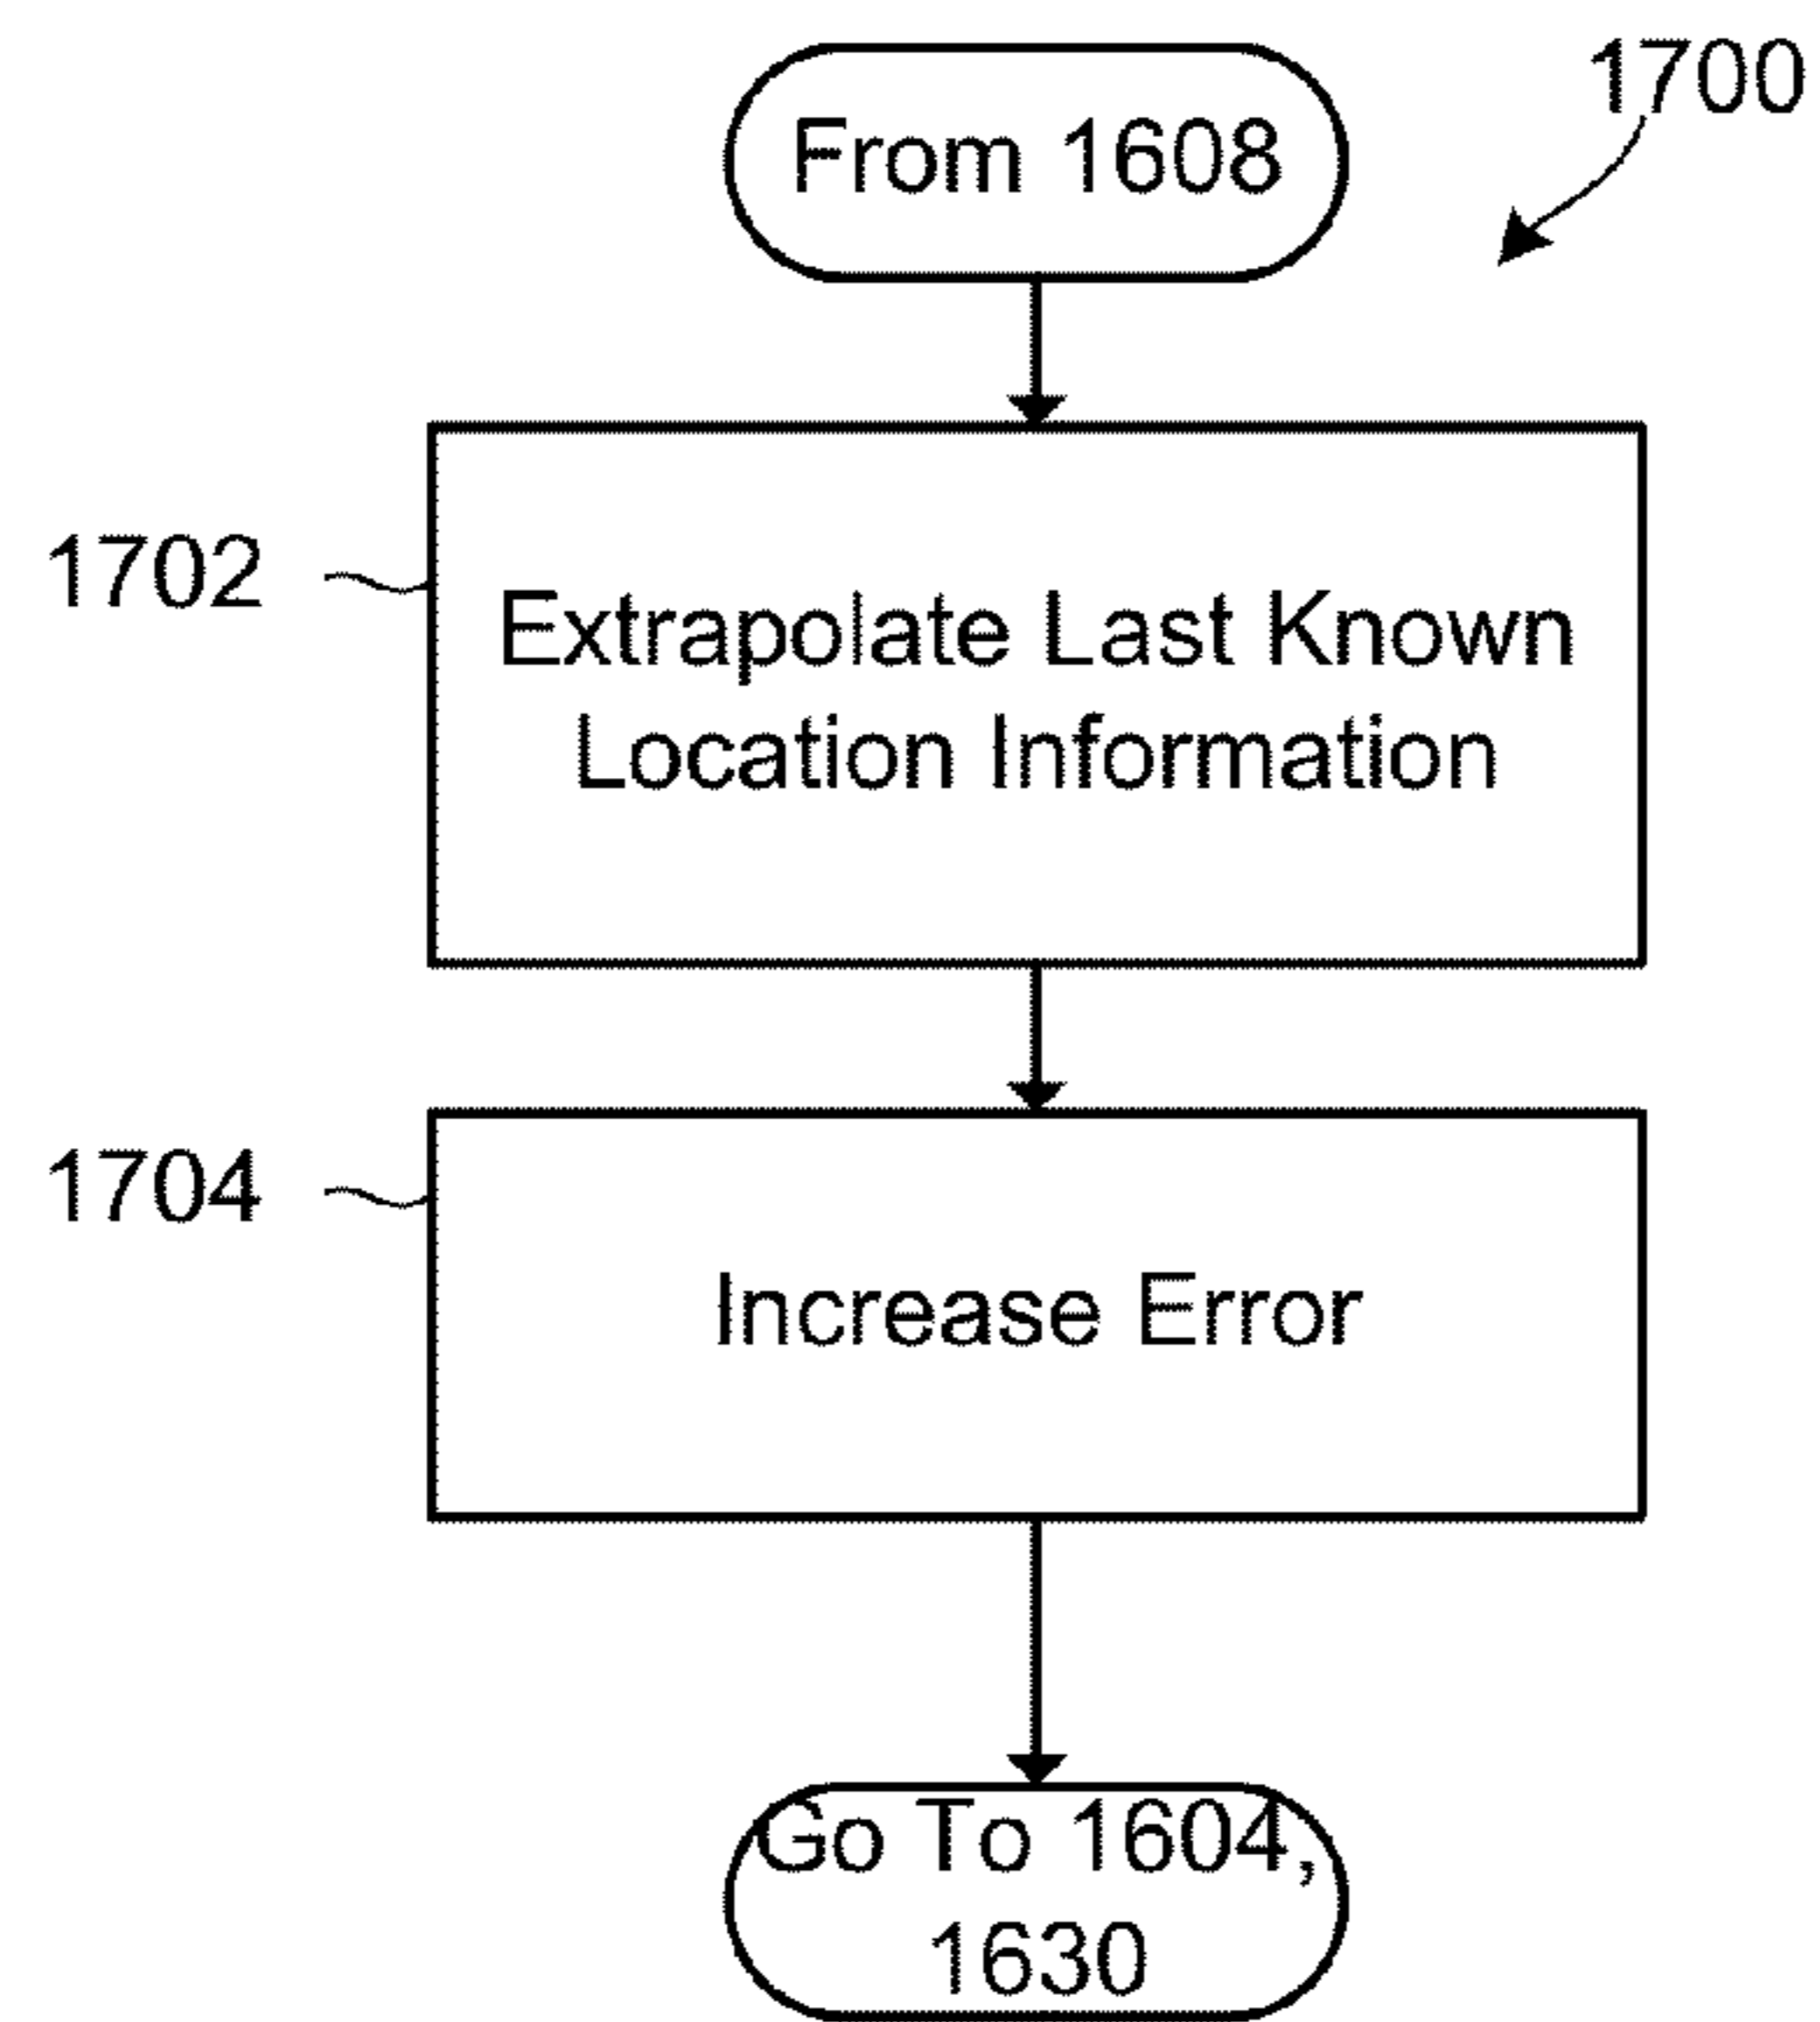 From 1608
1700
1702
Extrapolate Last Known
Location Information
1704
Increase Error
Go To 1604,
1630